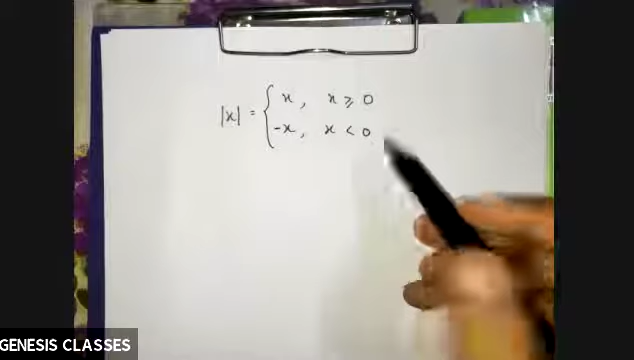 |x| = { x, x ≥ 0
-x, x < 0
GENESIS CLASSES